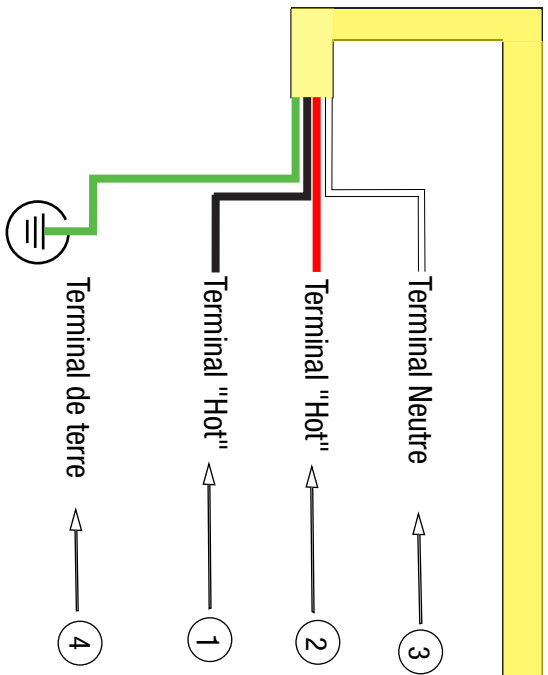 Terminal Neutre
3
Terminal "Hot"
2
Terminal "Hot"
1
Terminal de terre
4